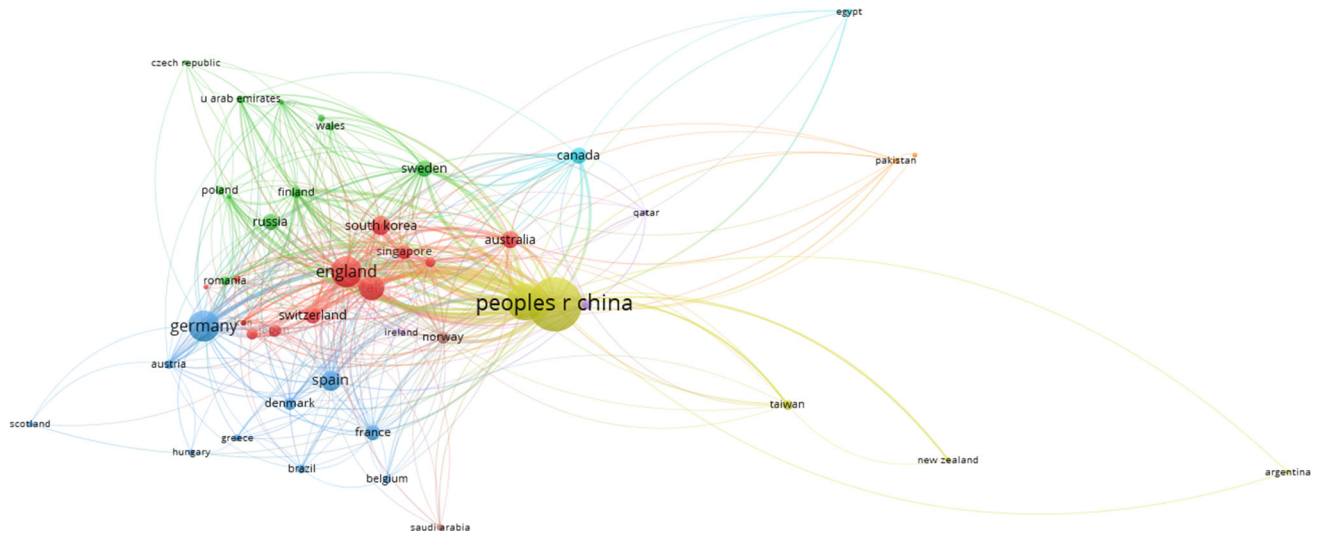 egypt
czech republic
u arab emirates
wales
canada
pakistan
sweden
poland
finland
qatar
russia
south korea
australia
singapore
england
romania
peoples r china
switzerland
germany
ireland
norway
austria
spain
denmark
taiwan
scotland
france
greece
hungary
new zealand
brazil
argentina
belgium
saudi arabia